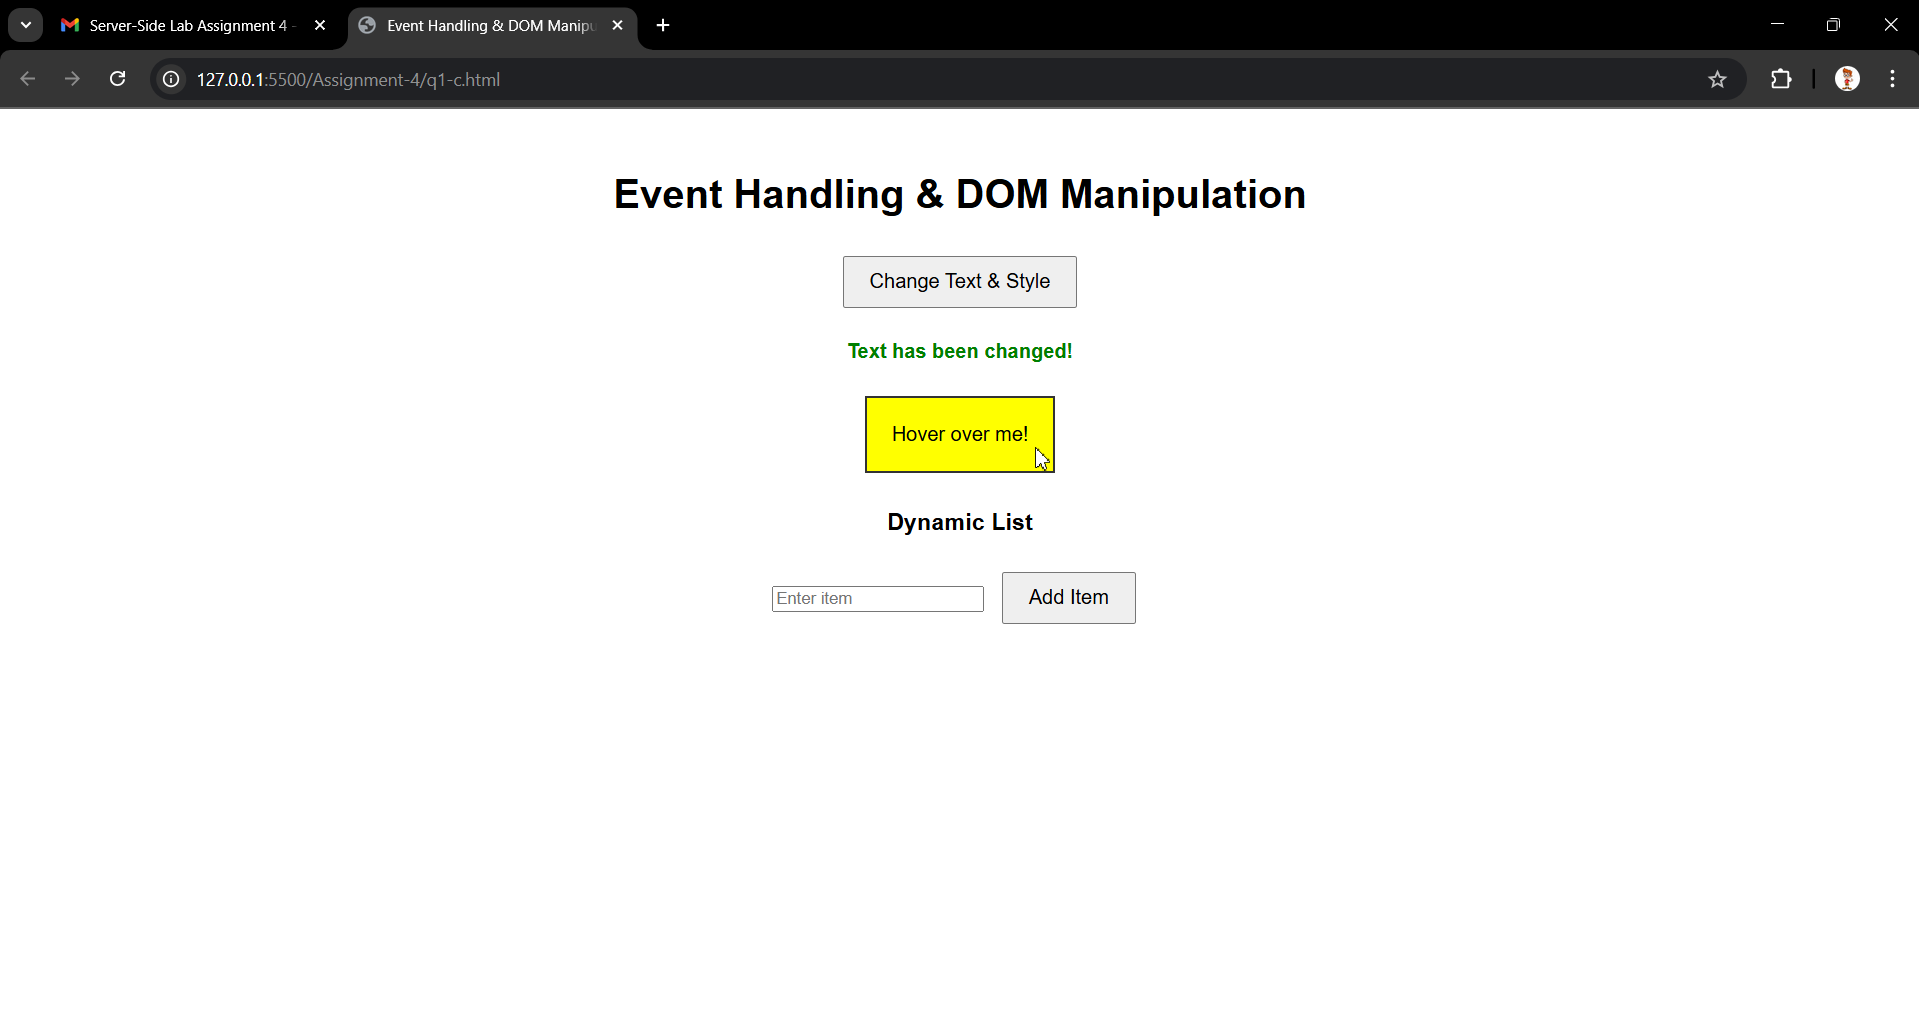 Server-Side Lab Assignment 4 -
Event Handling & DOM Manipu
127.0.0.1:5500/Assignment-4/q1-c.html
Event Handling & DOM Manipulation
Change Text & Style
Text has been changed!
Hover over me!
Dynamic List
Enter item
Add Item